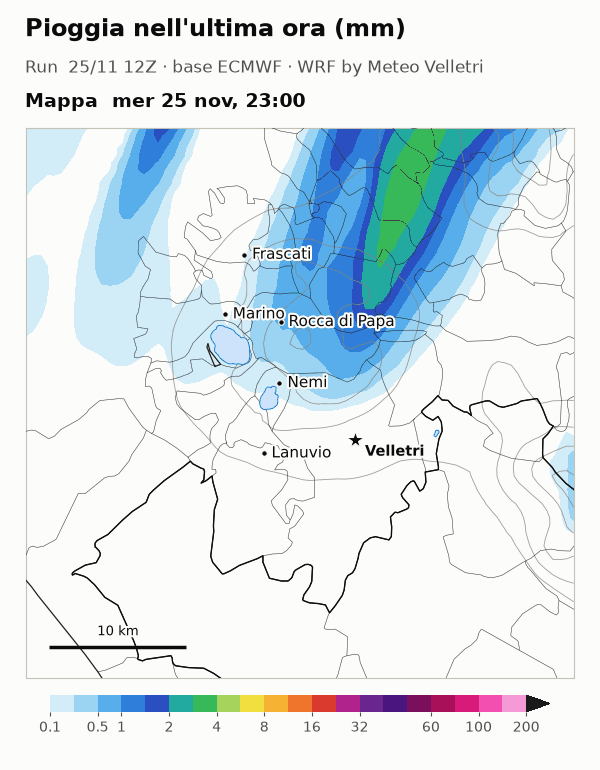 Pioggia nell'ultima ora (mm)
Run  25/11 12Z · base ECMWF · WRF by Meteo Velletri
Mappa  mer 25 nov, 23:00
Frascati
Marino
Rocca di Papa
Nemi
Velletri
Lanuvio
10 km
0.1 0.5 1 2 4 8 16 32 60 100 200